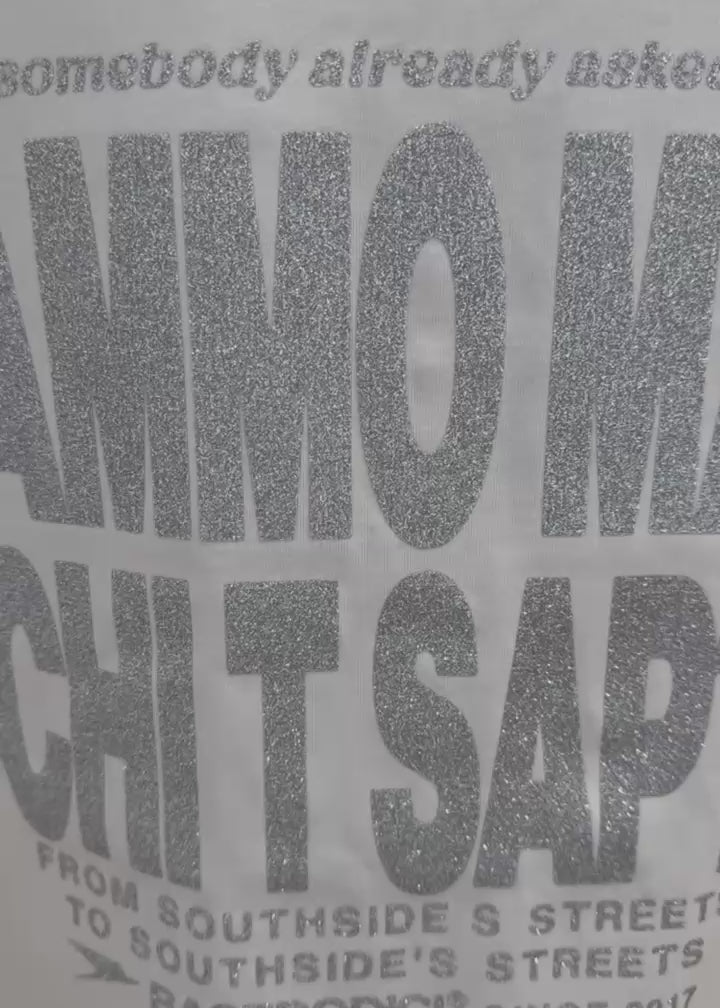 somebody already asked
AMMO MA
CHI T SAP
FROM SOUTHSIDE S STREETS
TO SOUTHSIDE'S STREETS